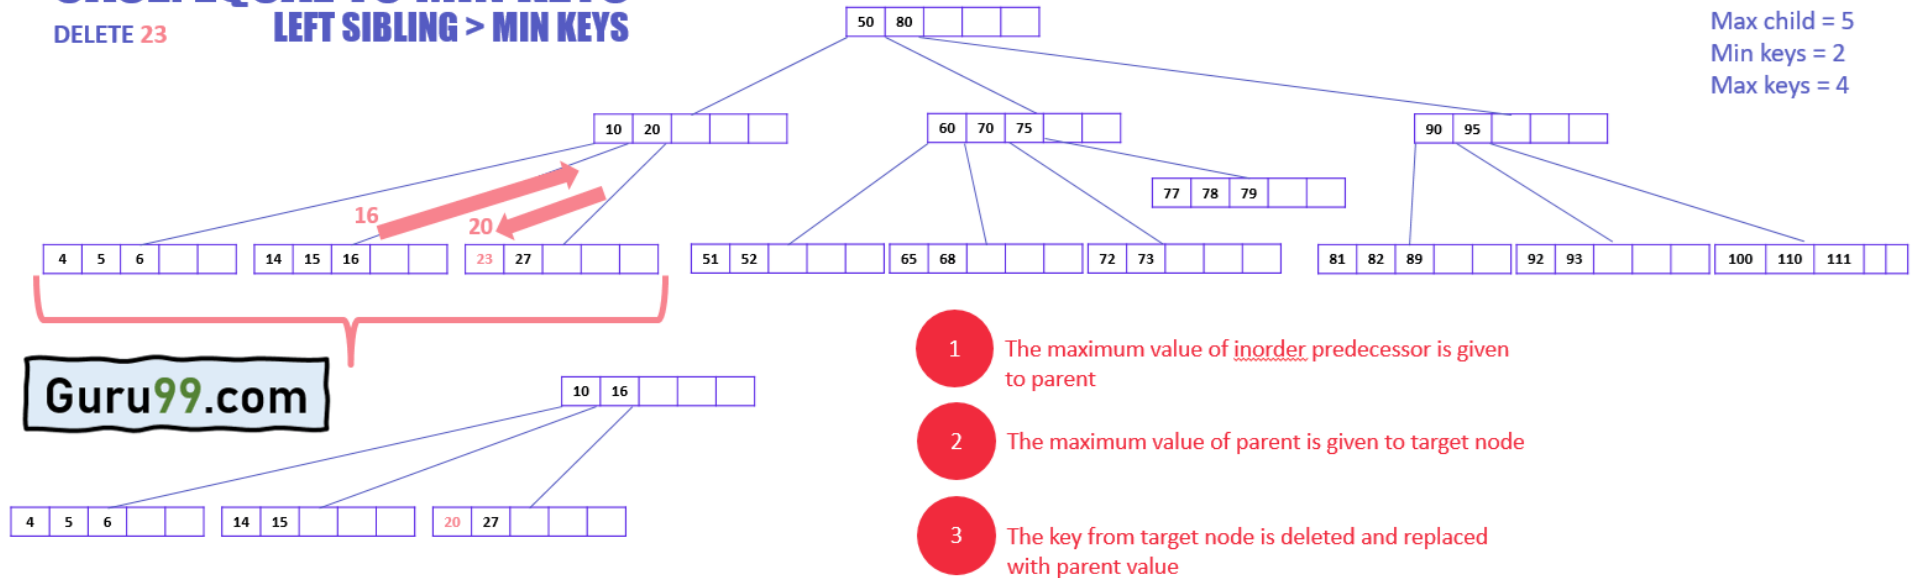 DELETE 23
LEFT SIBLING > MIN KEYS
50 80
Max child = 5
Min keys = 2
Max keys = 4
10 20
60 70 75
90 95
77 78 79
16
20
4 5 6
14 15 16
23 27
51 52
65 68
72 73
81 82 89
92 93
100 110 111
Guru99.com
10 16
4 5 6
14 15
20 27
1 The maximum value of inorder predecessor is given
to parent
2 The maximum value of parent is given to target node
3 The key from target node is deleted and replaced
with parent value